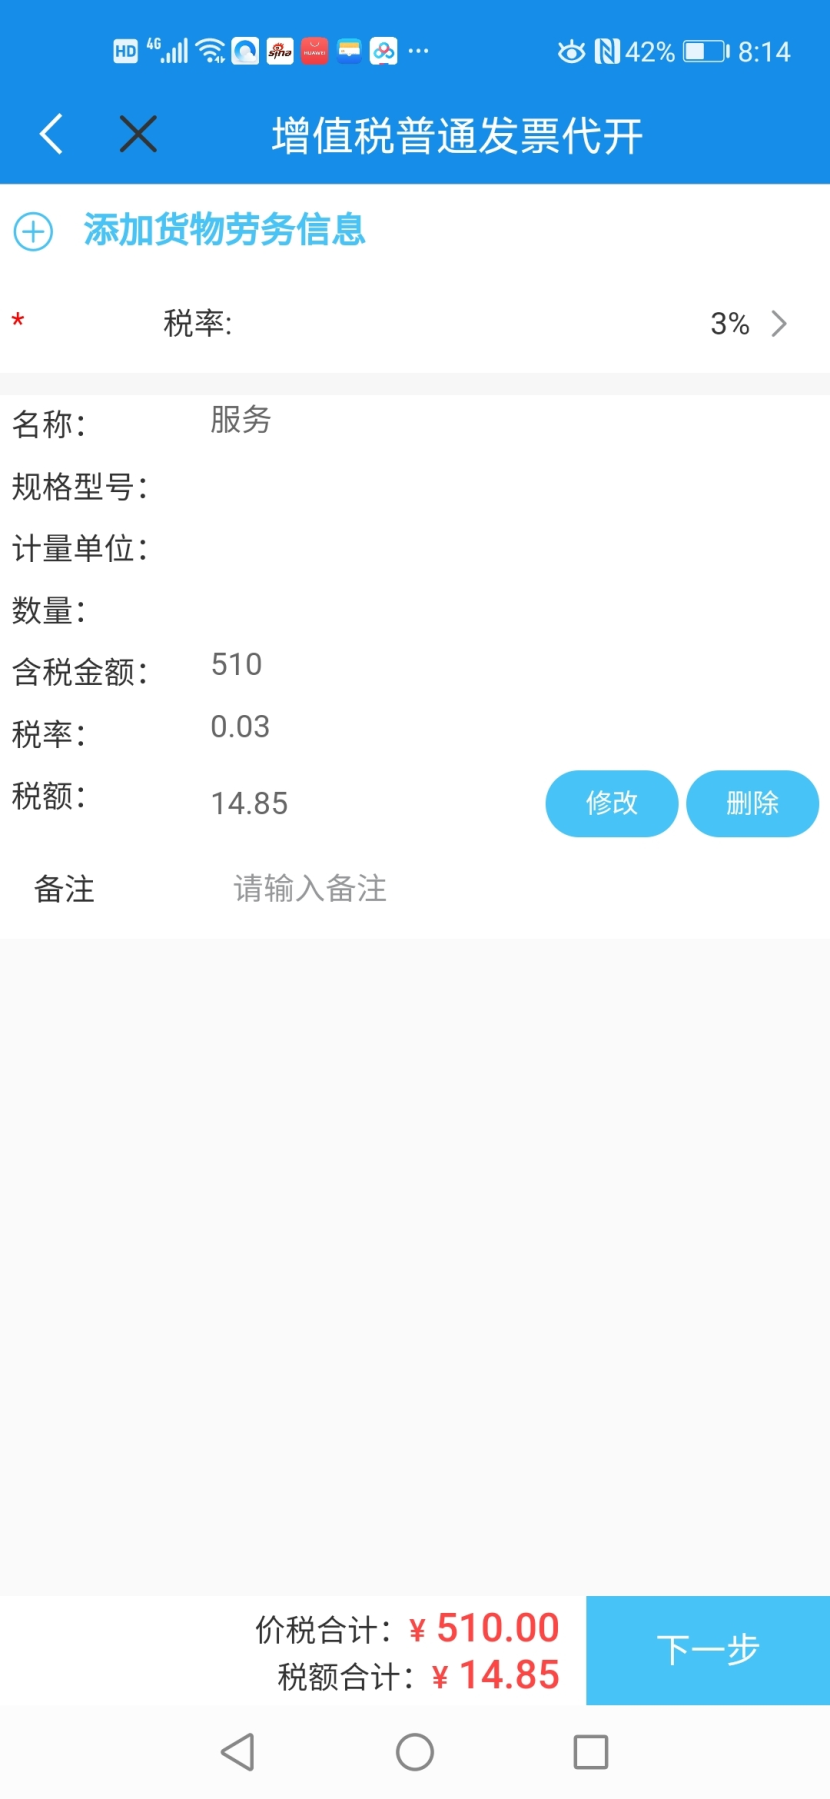 HD 4G sina HUAWEI ··· 42% 8:14
增值税普通发票代开
添加货物劳务信息
* 税率: 3%
名称： 服务
规格型号：
计量单位：
数量：
含税金额： 510
税率： 0.03
税额： 14.85 修改 删除
备注 请输入备注
价税合计：¥ 510.00
税额合计：¥ 14.85
下一步